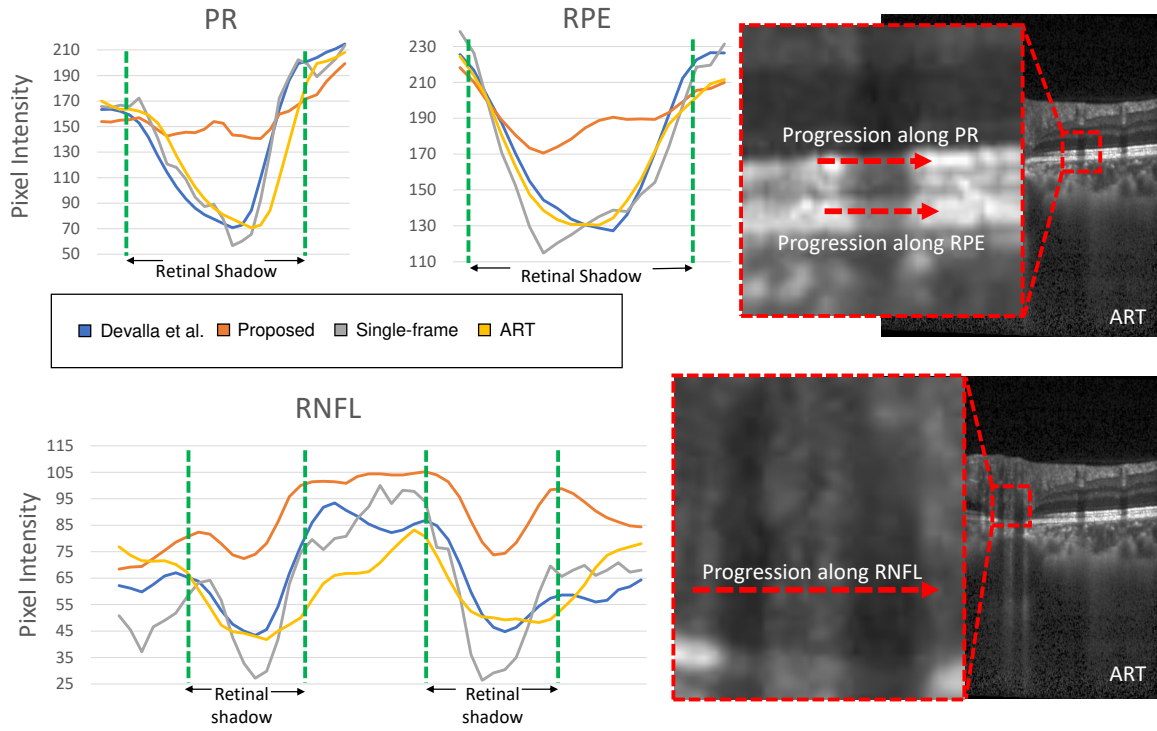 PR
RPE
Pixel Intensity
210
190
170
150
130
110
90
70
50
Retinal Shadow
230
210
190
170
150
130
110
Retinal Shadow
Progression along PR
Progression along RPE
ART
Devalla et al.
Proposed
Single-frame
ART
RNFL
Pixel Intensity
115
105
95
85
75
65
55
45
35
25
Retinal
shadow
Retinal
shadow
Progression along RNFL
ART